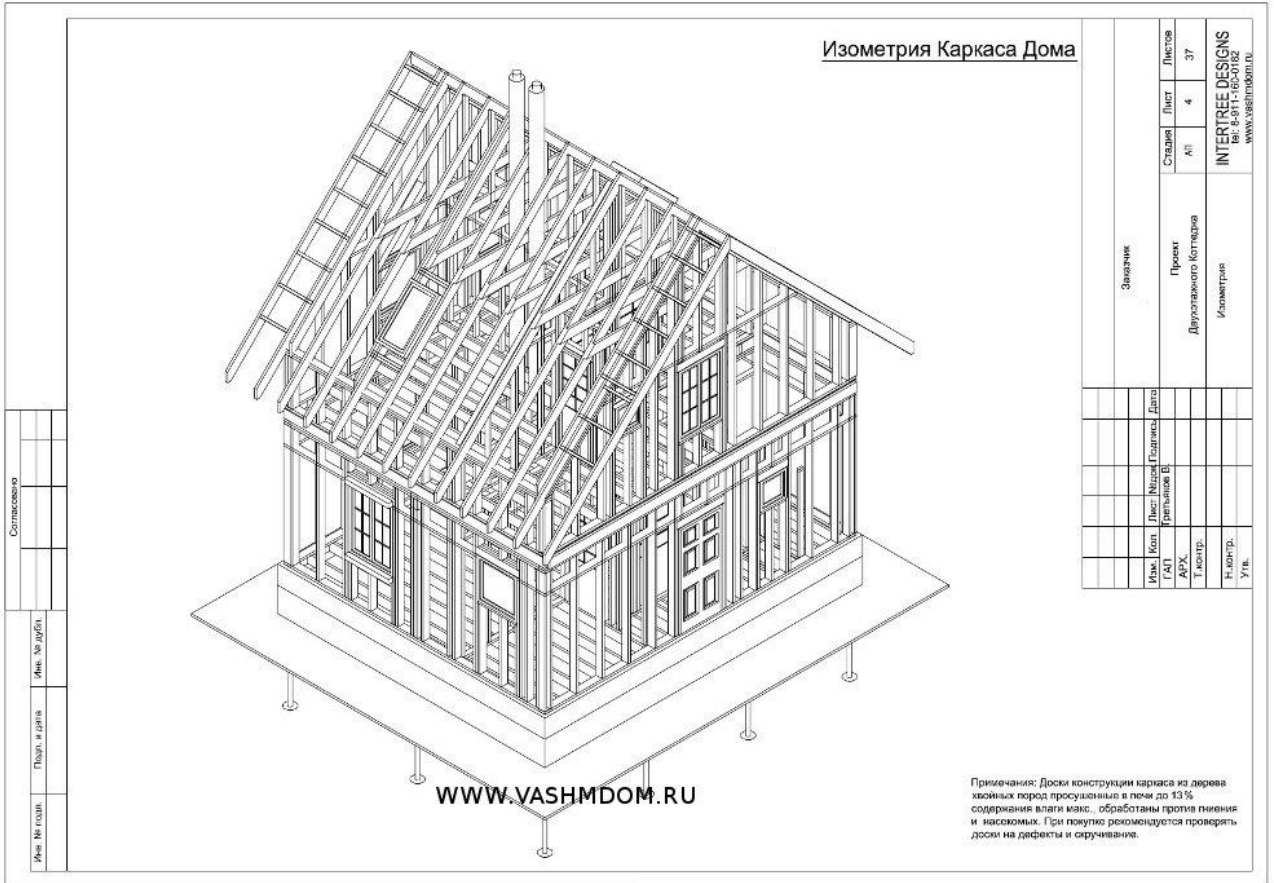 Изометрия Каркаса Дома
Заказчик
Проект
Двухэтажного Коттеджа
Изометрия
Стадия
Лист
Листов
АП
4
37
INTERTREE DESIGNS
tel: 8-911-160-0182
www.vashmdom.ru
Изм. Кол Лист №док Подпись Дата
ГАП Третьяков В.
АРХ.
Т.контр.
Н.контр.
Утв.
Согласовано
Инв. № дубл.
Подп. и дата
Инв. № подл.
WWW.VASHMDOM.RU
Примечания: Доски конструкции каркаса из дерева
хвойных пород просушенные в печи до 13%
содержания влаги макс., обработаны против гниения
и насекомых. При покупке рекомендуется проверять
доски на дефекты и скручивание.